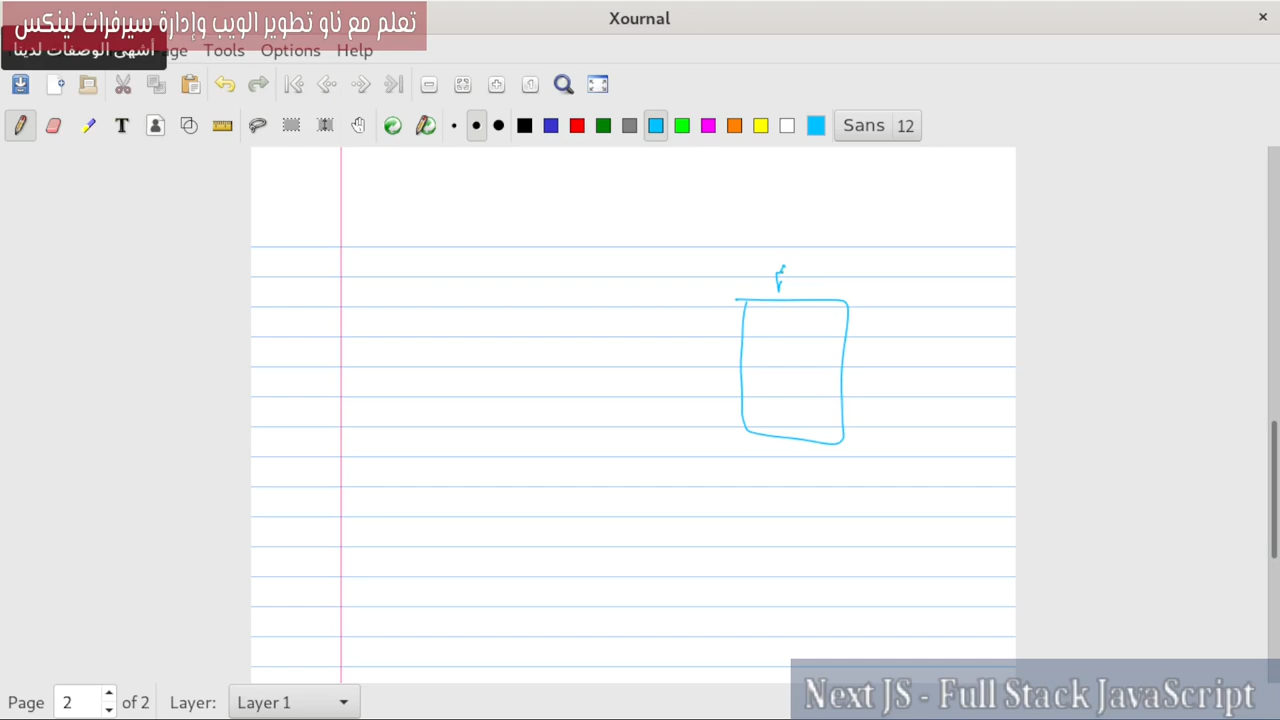 تعلم مع ناو تطوير الويب وإدارة سيرفرات لينكس
Xournal
أشهى الوصفات لدينا
Tools Options Help
Sans 12
Page 2 of 2 Layer: Layer 1
Next JS - Full Stack JavaScript